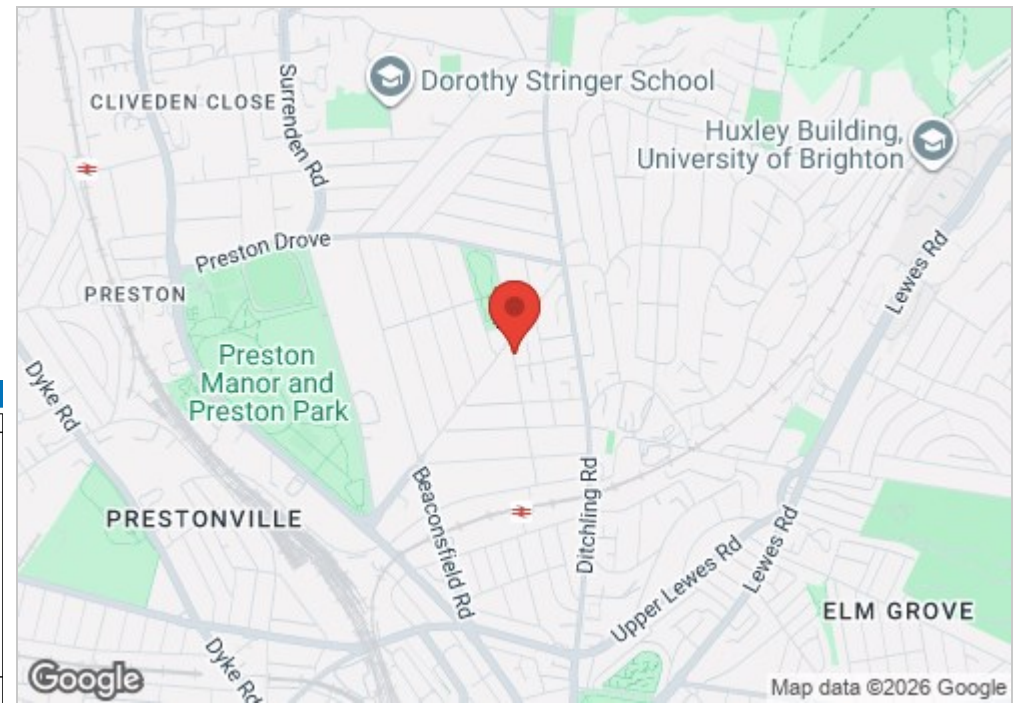 Dorothy Stringer School
CLIVEDEN CLOSE
Surrenden Rd
Huxley Building,
University of Brighton
Preston Drove
Lewes Rd
PRESTON
Preston
Manor and
Preston Park
Dyke Rd
Beaconsfield Rd
Ditchling Rd
PRESTONVILLE
Lewes Rd
Upper Lewes Rd
ELM GROVE
Dyke Rd
Google
Map data ©2026 Google